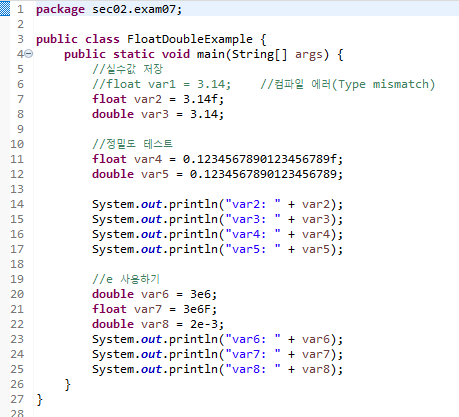 1 package sec02.exam07;
2
3 public class FloatDoubleExample {
4 public static void main(String[] args) {
5 //실수값 저장
6 //float var1 = 3.14; //컴파일 에러(Type mismatch)
7 float var2 = 3.14f;
8 double var3 = 3.14;
9
10 //정밀도 테스트
11 float var4 = 0.1234567890123456789f;
12 double var5 = 0.1234567890123456789;
13
14 System.out.println("var2: " + var2);
15 System.out.println("var3: " + var3);
16 System.out.println("var4: " + var4);
17 System.out.println("var5: " + var5);
18
19 //e 사용하기
20 double var6 = 3e6;
21 float var7 = 3e6F;
22 double var8 = 2e-3;
23 System.out.println("var6: " + var6);
24 System.out.println("var7: " + var7);
25 System.out.println("var8: " + var8);
26 }
27 }
28